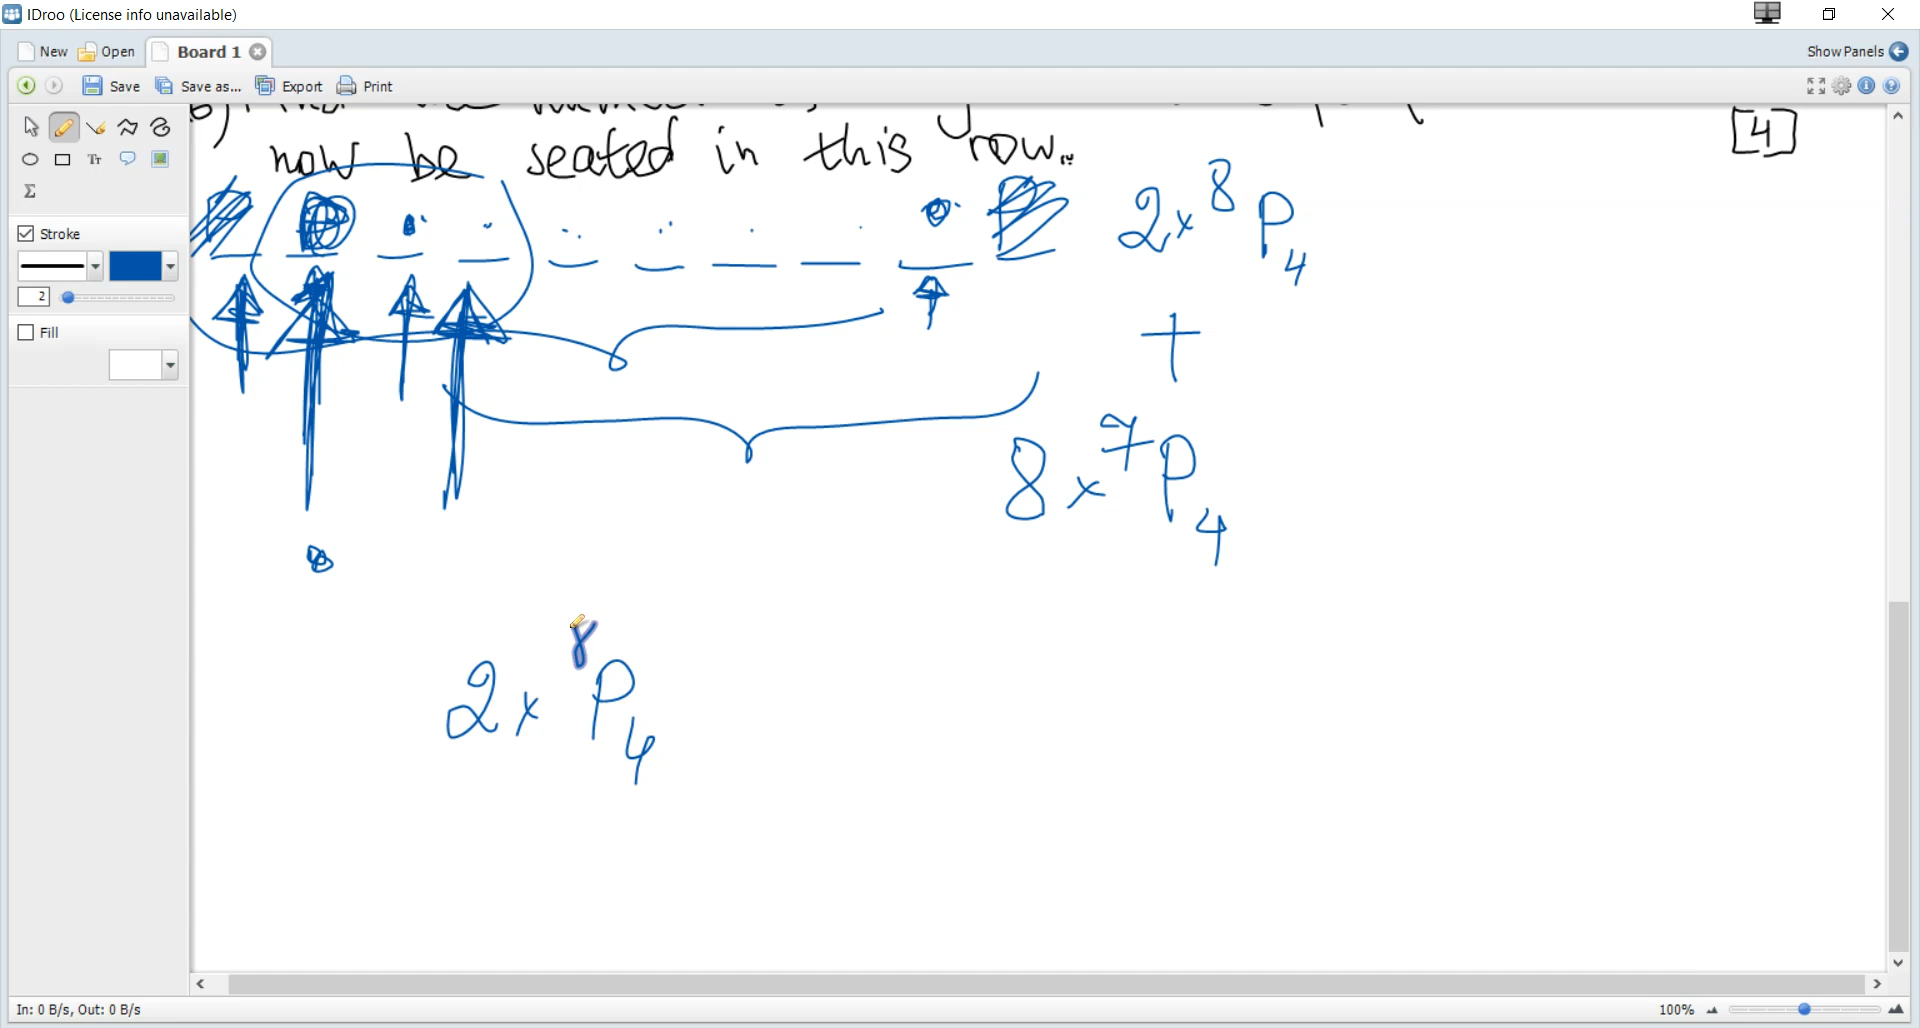 IDroo (License info unavailable)
New Open Board 1 Show Panels
Save Save as... Export Print
Tт
Σ
Stroke
2
Fill
now be seated in this row.
[4]
2 x ⁸P₄
+
8 x ⁷P₄
2 x ⁸P₄
In: 0 B/s, Out: 0 B/s 100%